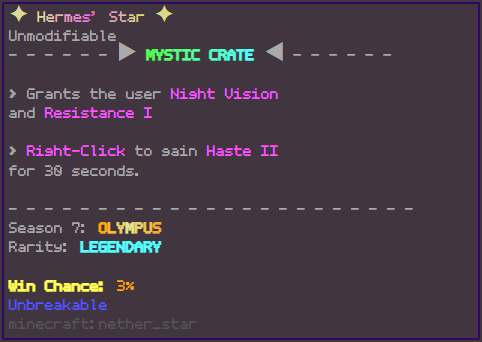 ✦ Hermes' Star ✦
Unmodifiable
- - - - - - ▶ MYSTIC CRATE ◀ - - - - - -
> Grants the user Night Vision
and Resistance I
> Right-Click to gain Haste II
for 30 seconds.
- - - - - - - - - - - - - - - - - - - - - - - -
Season 7: OLYMPUS
Rarity: LEGENDARY
Win Chance: 3%
Unbreakable
minecraft:nether_star